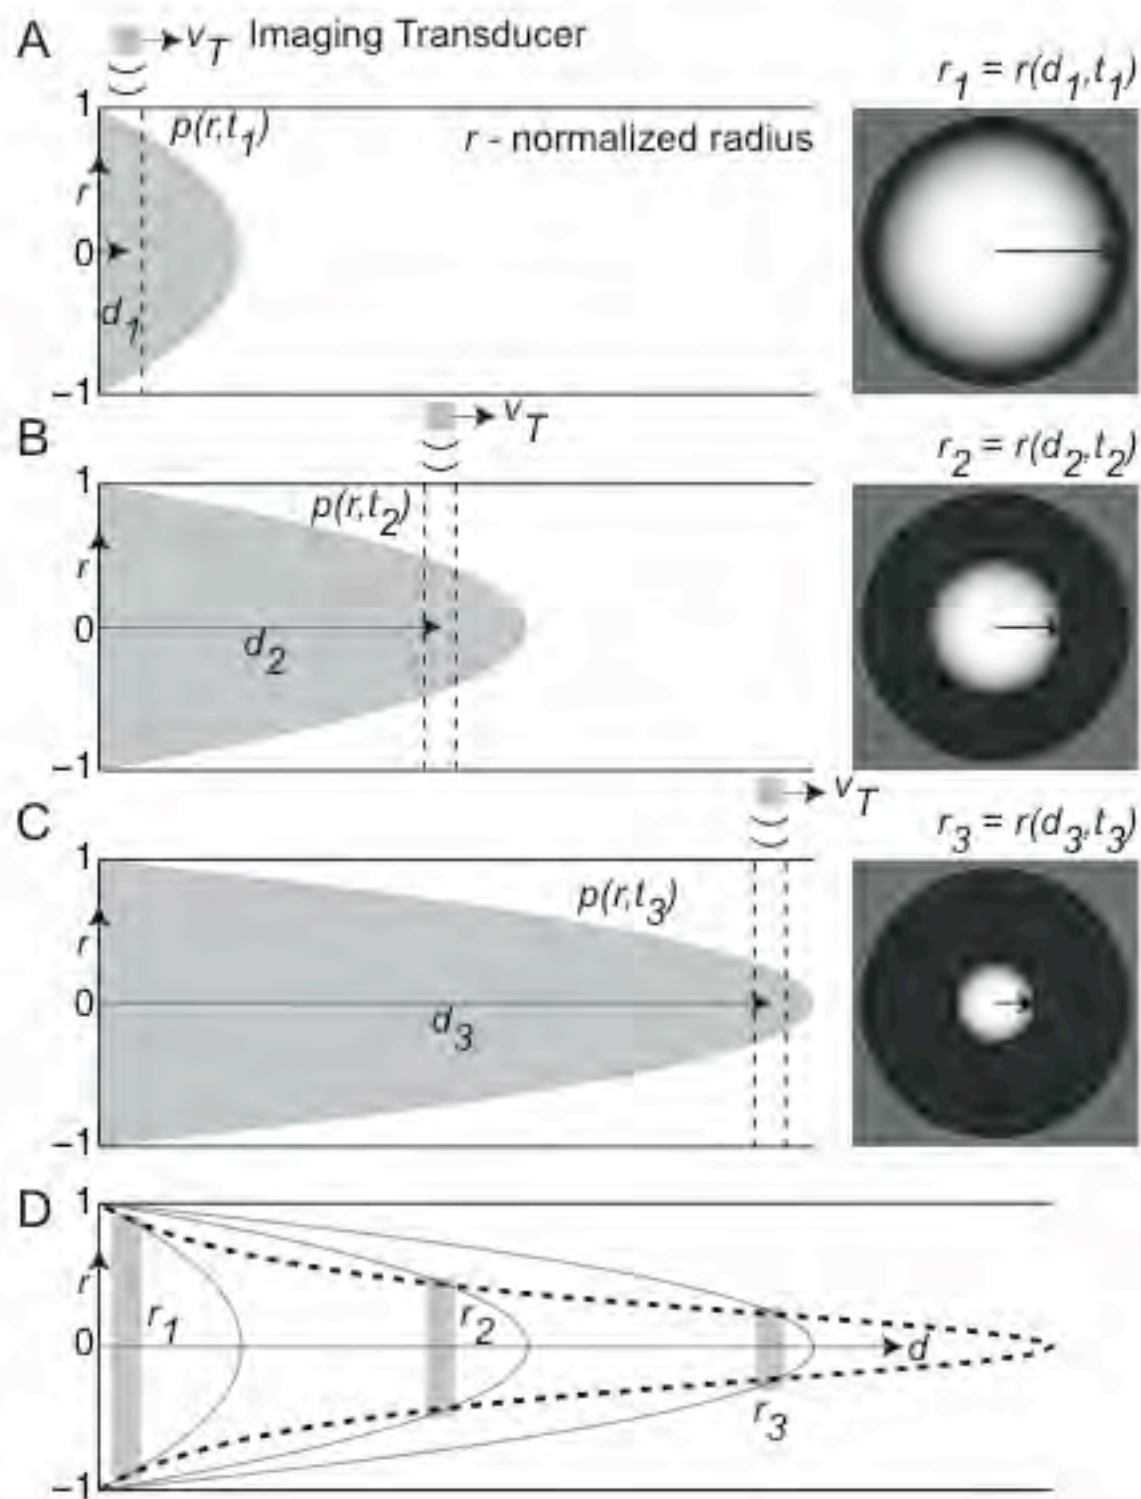 A
v_T Imaging Transducer
r_1 = r(d_1,t_1)
1
p(r,t_1)
r - normalized radius
r
0
d_1
−1
v_T
B
r_2 = r(d_2,t_2)
1
p(r,t_2)
r
0
d_2
−1
v_T
C
r_3 = r(d_3,t_3)
1
p(r,t_3)
r
0
d_3
−1
D
1
r
r_1
r_2
0
d
r_3
−1